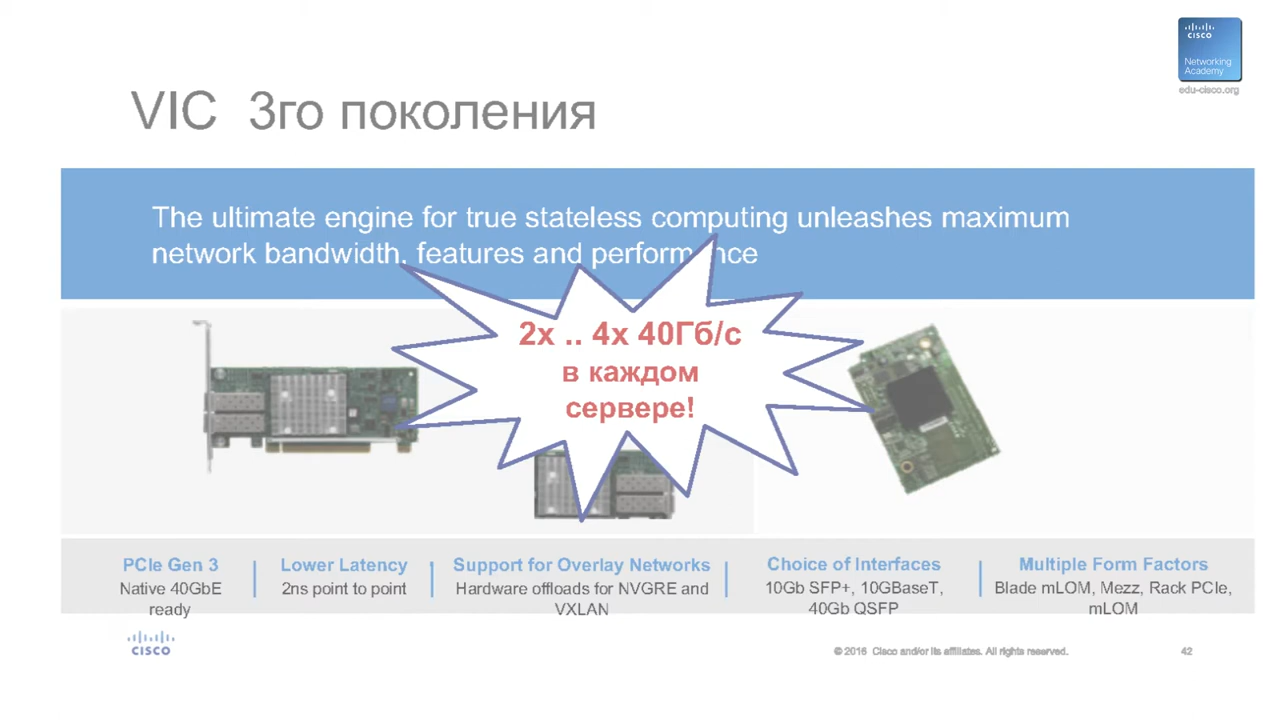 CISCO
Networking
Academy
edu-cisco.org
VIC 3го поколения
The ultimate engine for true stateless computing unleashes maximum
network bandwidth, features and performance
2x .. 4x 40Гб/с
в каждом
сервере!
PCIe Gen 3
Native 40GbE
ready
Lower Latency
2ns point to point
Support for Overlay Networks
Hardware offloads for NVGRE and
VXLAN
Choice of Interfaces
10Gb SFP+, 10GBaseT,
40Gb QSFP
Multiple Form Factors
Blade mLOM, Mezz, Rack PCIe,
mLOM
CISCO
© 2016 Cisco and/or its affiliates. All rights reserved.
42